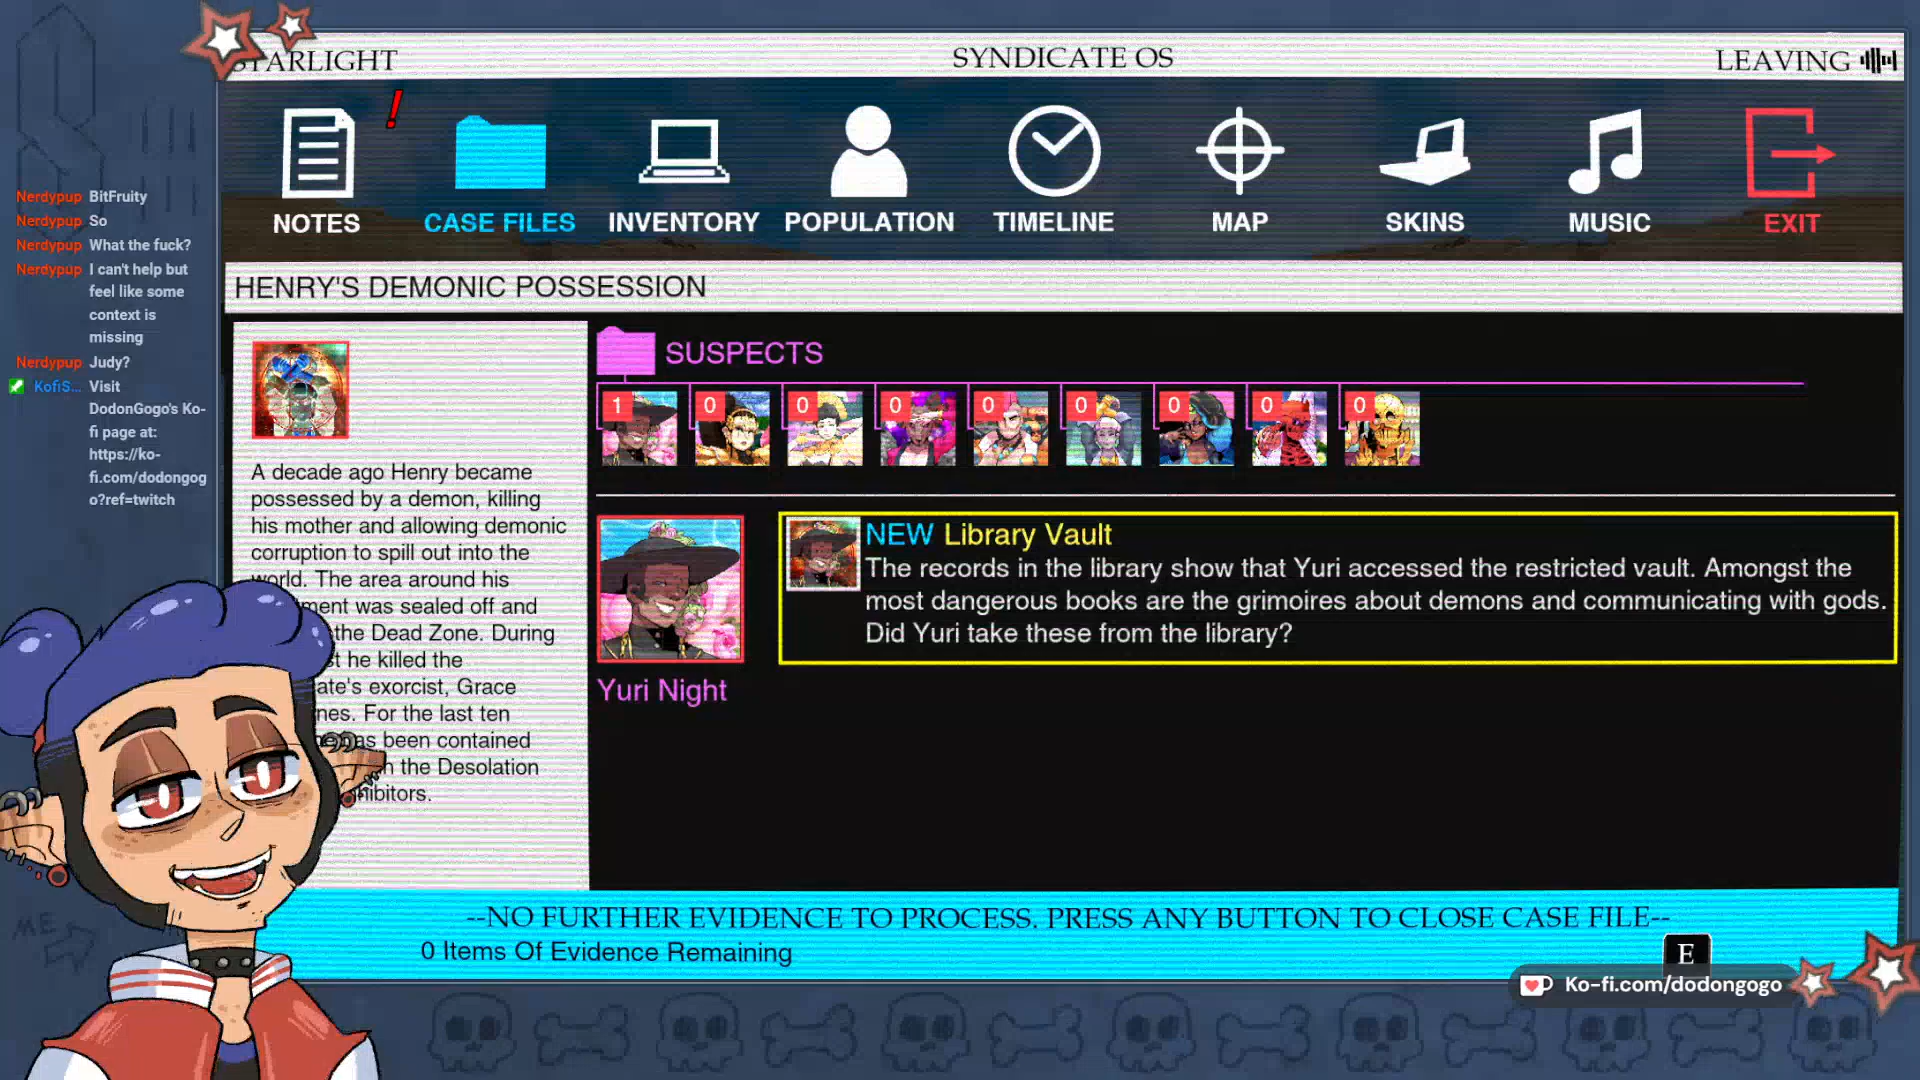 STARLIGHT
SYNDICATE OS
LEAVING
!
NOTES
CASE FILES
INVENTORY
POPULATION
TIMELINE
MAP
SKINS
MUSIC
EXIT
Nerdypup BitFruity
Nerdypup So
Nerdypup What the fuck?
Nerdypup I can't help but
feel like some
context is
missing
Nerdypup Judy?
KofiS... Visit
DodonGogo's Ko-
fi page at:
https://ko-
fi.com/dodongog
o?ref=twitch
HENRY'S DEMONIC POSSESSION
A decade ago Henry became
possessed by a demon, killing
his mother and allowing demonic
corruption to spill out into the
world. The area around his
ment was sealed off and
the Dead Zone. During
st he killed the
ate's exorcist, Grace
nes. For the last ten
has been contained
n the Desolation
hibitors.
SUSPECTS
1
0
0
0
0
0
0
0
0
Yuri Night
NEW Library Vault
The records in the library show that Yuri accessed the restricted vault. Amongst the
most dangerous books are the grimoires about demons and communicating with gods.
Did Yuri take these from the library?
--NO FURTHER EVIDENCE TO PROCESS. PRESS ANY BUTTON TO CLOSE CASE FILE--
0 Items Of Evidence Remaining
E
Ko-fi.com/dodongogo
ME